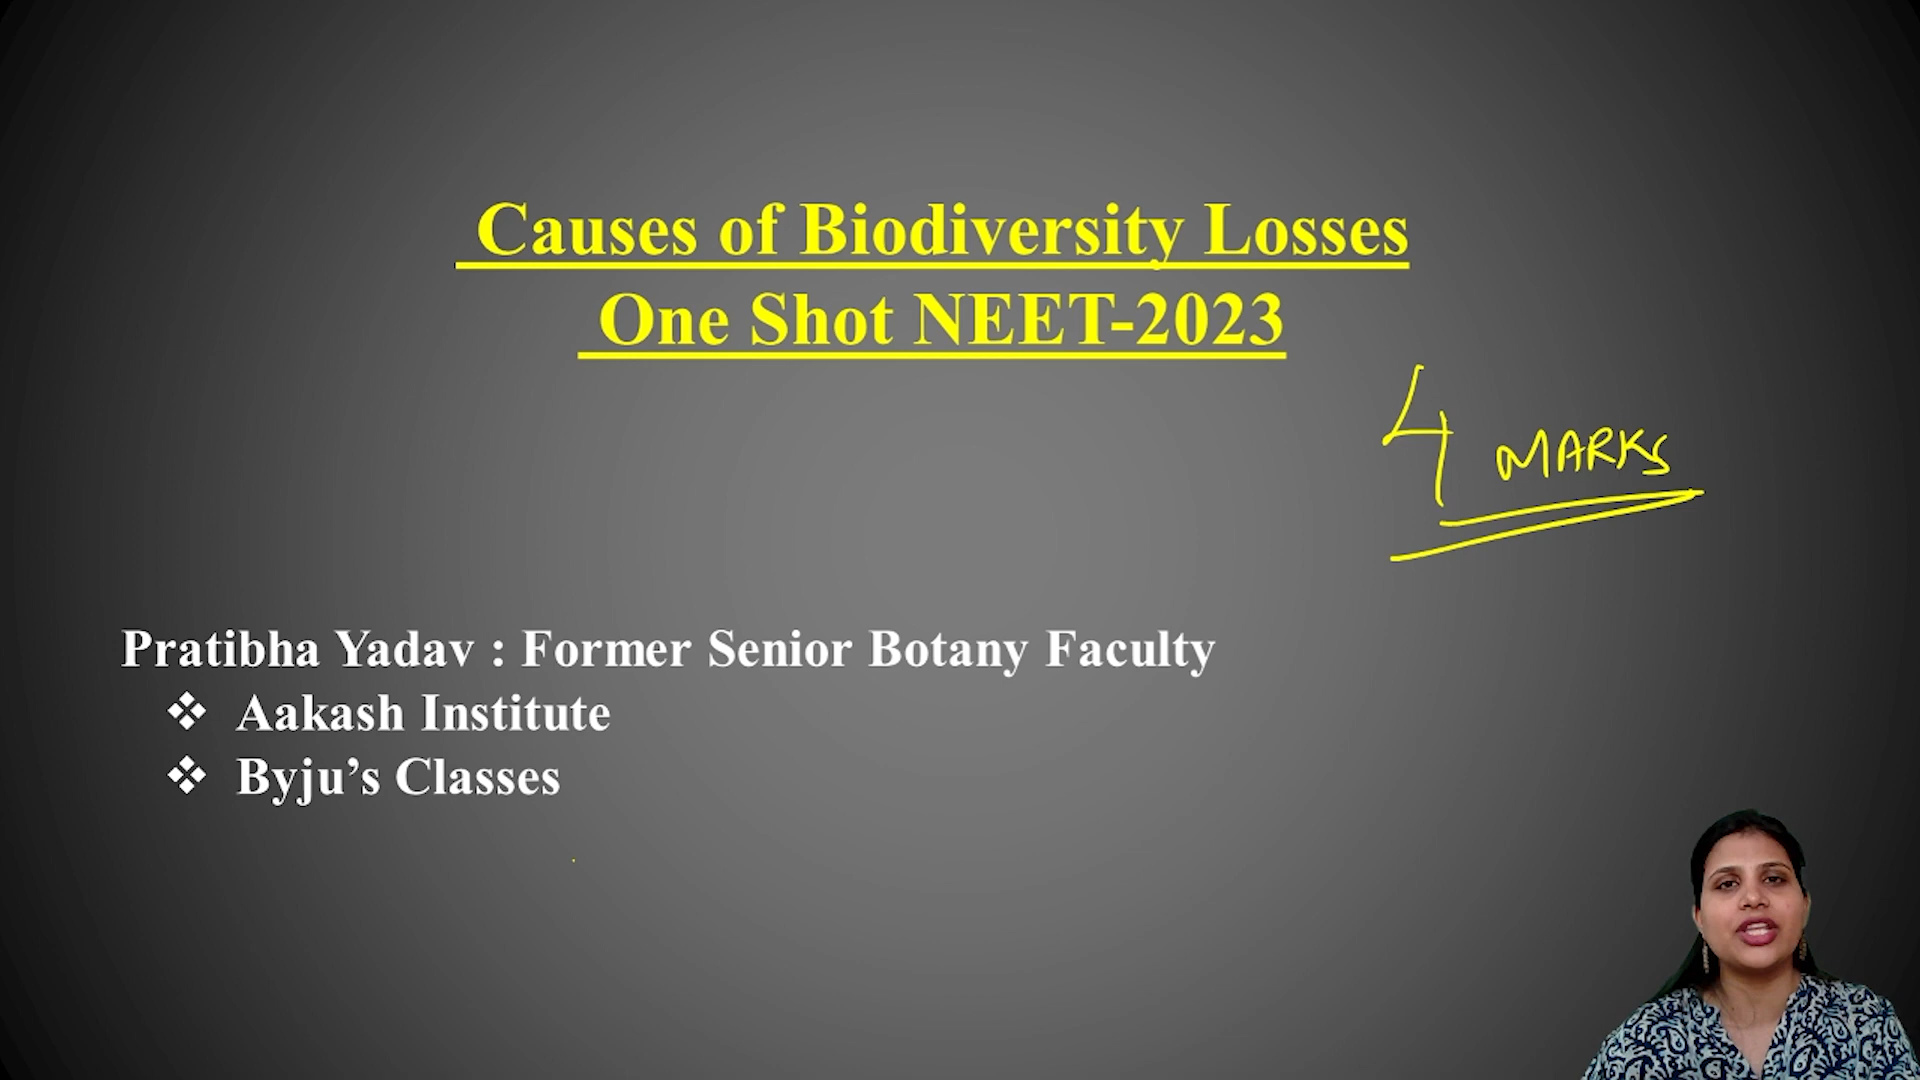 Causes of Biodiversity Losses
One Shot NEET-2023
4 MARKS
Pratibha Yadav : Former Senior Botany Faculty
❖ Aakash Institute
❖ Byju’s Classes